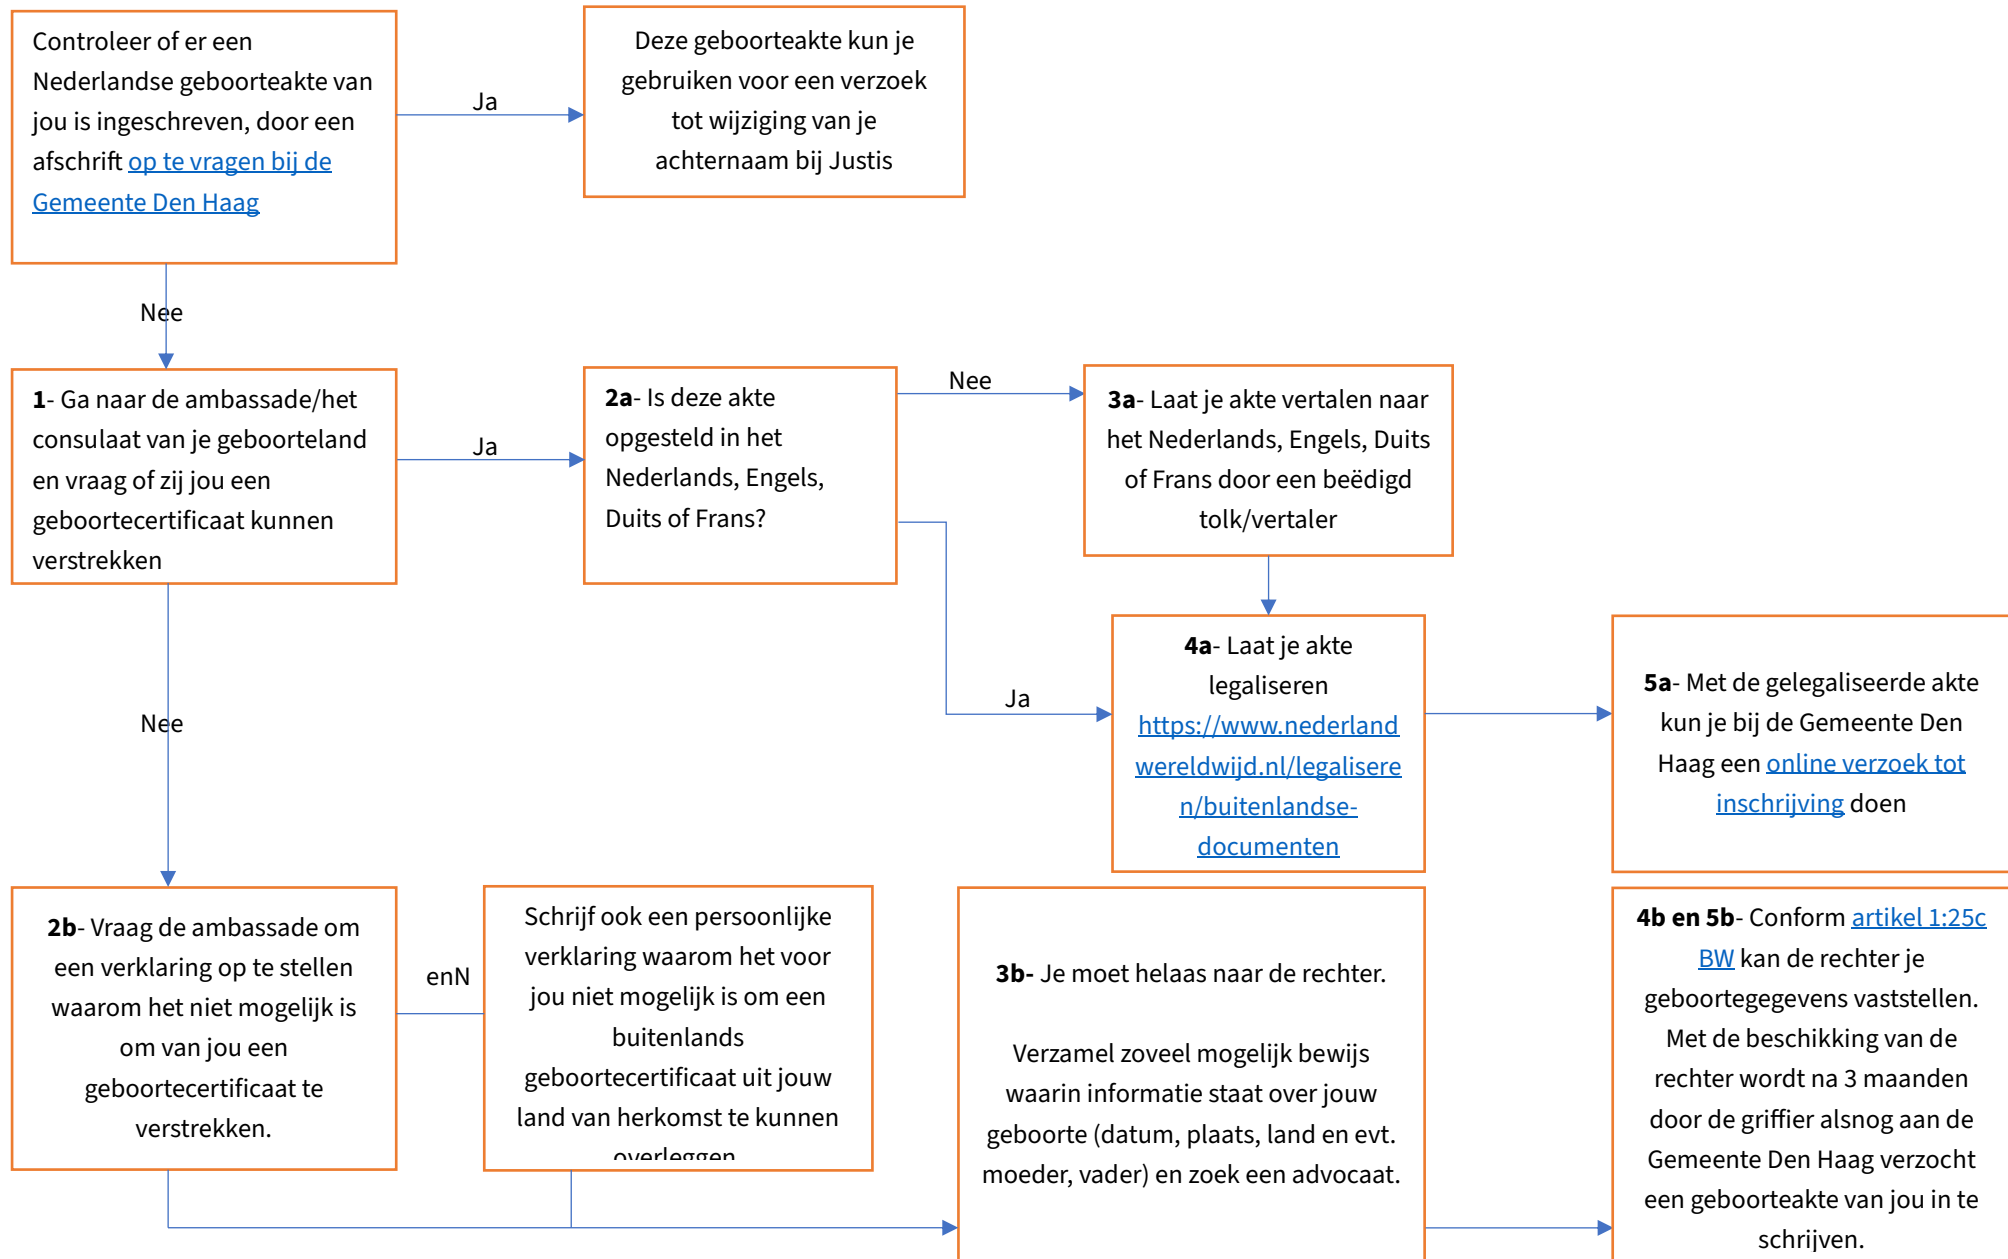 Controleer of er een
Nederlandse geboorteakte van
jou is ingeschreven, door een
afschrift op te vragen bij de
Gemeente Den Haag
Ja
Deze geboorteakte kun je
gebruiken voor een verzoek
tot wijziging van je
achternaam bij Justis
Nee
1- Ga naar de ambassade/het
consulaat van je geboorteland
en vraag of zij jou een
geboortecertificaat kunnen
verstrekken
Ja
2a- Is deze akte
opgesteld in het
Nederlands, Engels,
Duits of Frans?
Nee
3a- Laat je akte vertalen naar
het Nederlands, Engels, Duits
of Frans door een beëdigd
tolk/vertaler
Ja
4a- Laat je akte
legaliseren
https://www.nederland
wereldwijd.nl/legalisere
n/buitenlandse-
documenten
5a- Met de gelegaliseerde akte
kun je bij de Gemeente Den
Haag een online verzoek tot
inschrijving doen
Nee
2b- Vraag de ambassade om
een verklaring op te stellen
waarom het niet mogelijk is
om van jou een
geboortecertificaat te
verstrekken.
enN
Schrijf ook een persoonlijke
verklaring waarom het voor
jou niet mogelijk is om een
buitenlands
geboortecertificaat uit jouw
land van herkomst te kunnen
overleggen
3b- Je moet helaas naar de rechter.
Verzamel zoveel mogelijk bewijs
waarin informatie staat over jouw
geboorte (datum, plaats, land en evt.
moeder, vader) en zoek een advocaat.
4b en 5b- Conform artikel 1:25c
BW kan de rechter je
geboortegegevens vaststellen.
Met de beschikking van de
rechter wordt na 3 maanden
door de griffier alsnog aan de
Gemeente Den Haag verzocht
een geboorteakte van jou in te
schrijven.